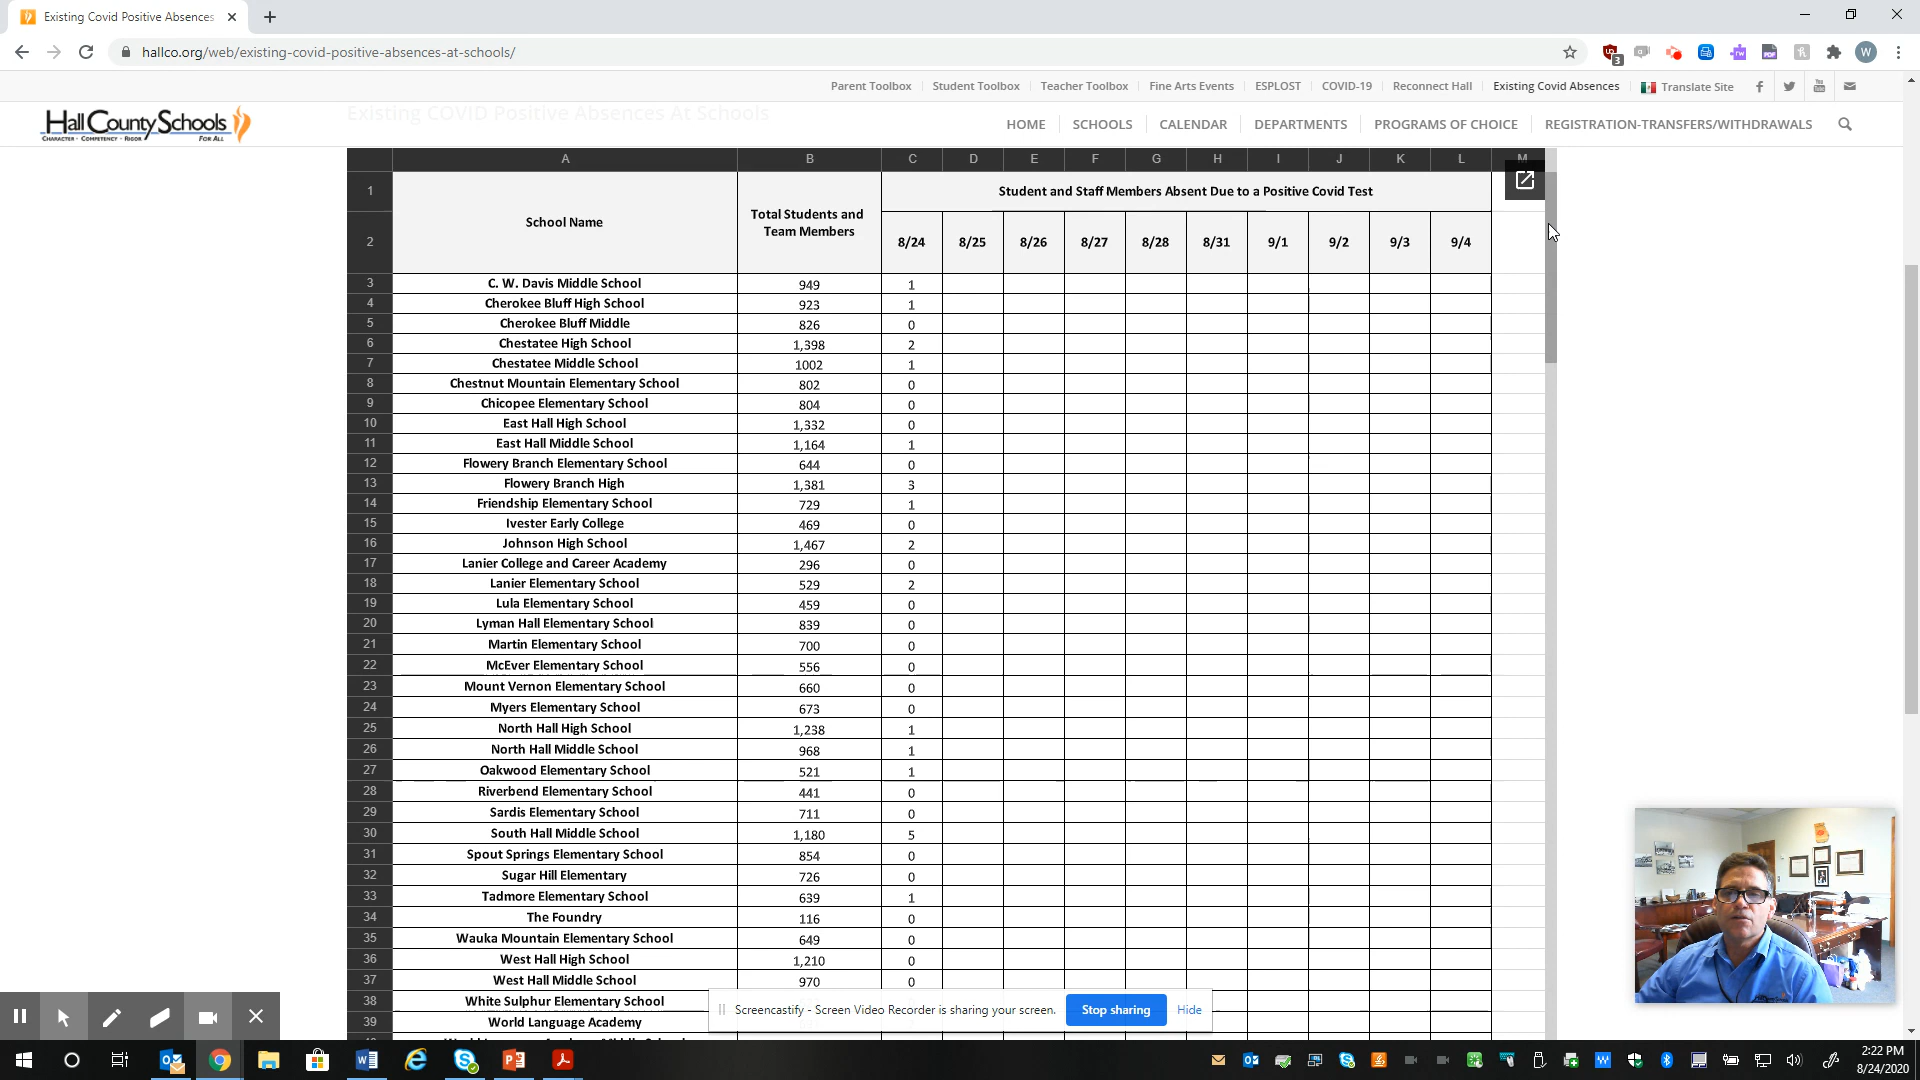 Existing Covid Positive Absences
hallco.org/web/existing-covid-positive-absences-at-schools/
3
W
Parent Toolbox Student Toolbox Teacher Toolbox Fine Arts Events ESPLOST COVID-19 Reconnect Hall Existing Covid Absences Translate Site
Hall County Schools
CHARACTER · COMPETENCY · RIGOR FOR ALL
Existing COVID Positive Absences At Schools
HOME SCHOOLS CALENDAR DEPARTMENTS PROGRAMS OF CHOICE REGISTRATION-TRANSFERS/WITHDRAWALS
A B C D E F G H I J K L M
1 School Name Total Students and Team Members Student and Staff Members Absent Due to a Positive Covid Test
2 8/24 8/25 8/26 8/27 8/28 8/31 9/1 9/2 9/3 9/4
3 C. W. Davis Middle School 949 1
4 Cherokee Bluff High School 923 1
5 Cherokee Bluff Middle 826 0
6 Chestatee High School 1,398 2
7 Chestatee Middle School 1002 1
8 Chestnut Mountain Elementary School 802 0
9 Chicopee Elementary School 804 0
10 East Hall High School 1,332 0
11 East Hall Middle School 1,164 1
12 Flowery Branch Elementary School 644 0
13 Flowery Branch High 1,381 3
14 Friendship Elementary School 729 1
15 Ivester Early College 469 0
16 Johnson High School 1,467 2
17 Lanier College and Career Academy 296 0
18 Lanier Elementary School 529 2
19 Lula Elementary School 459 0
20 Lyman Hall Elementary School 839 0
21 Martin Elementary School 700 0
22 McEver Elementary School 556 0
23 Mount Vernon Elementary School 660 0
24 Myers Elementary School 673 0
25 North Hall High School 1,238 1
26 North Hall Middle School 968 1
27 Oakwood Elementary School 521 1
28 Riverbend Elementary School 441 0
29 Sardis Elementary School 711 0
30 South Hall Middle School 1,180 5
31 Spout Springs Elementary School 854 0
32 Sugar Hill Elementary 726 0
33 Tadmore Elementary School 639 1
34 The Foundry 116 0
35 Wauka Mountain Elementary School 649 0
36 West Hall High School 1,210 0
37 West Hall Middle School 970 0
38 White Sulphur Elementary School
39 World Language Academy
Screencastify - Screen Video Recorder is sharing your screen. Stop sharing Hide
2:22 PM
8/24/2020